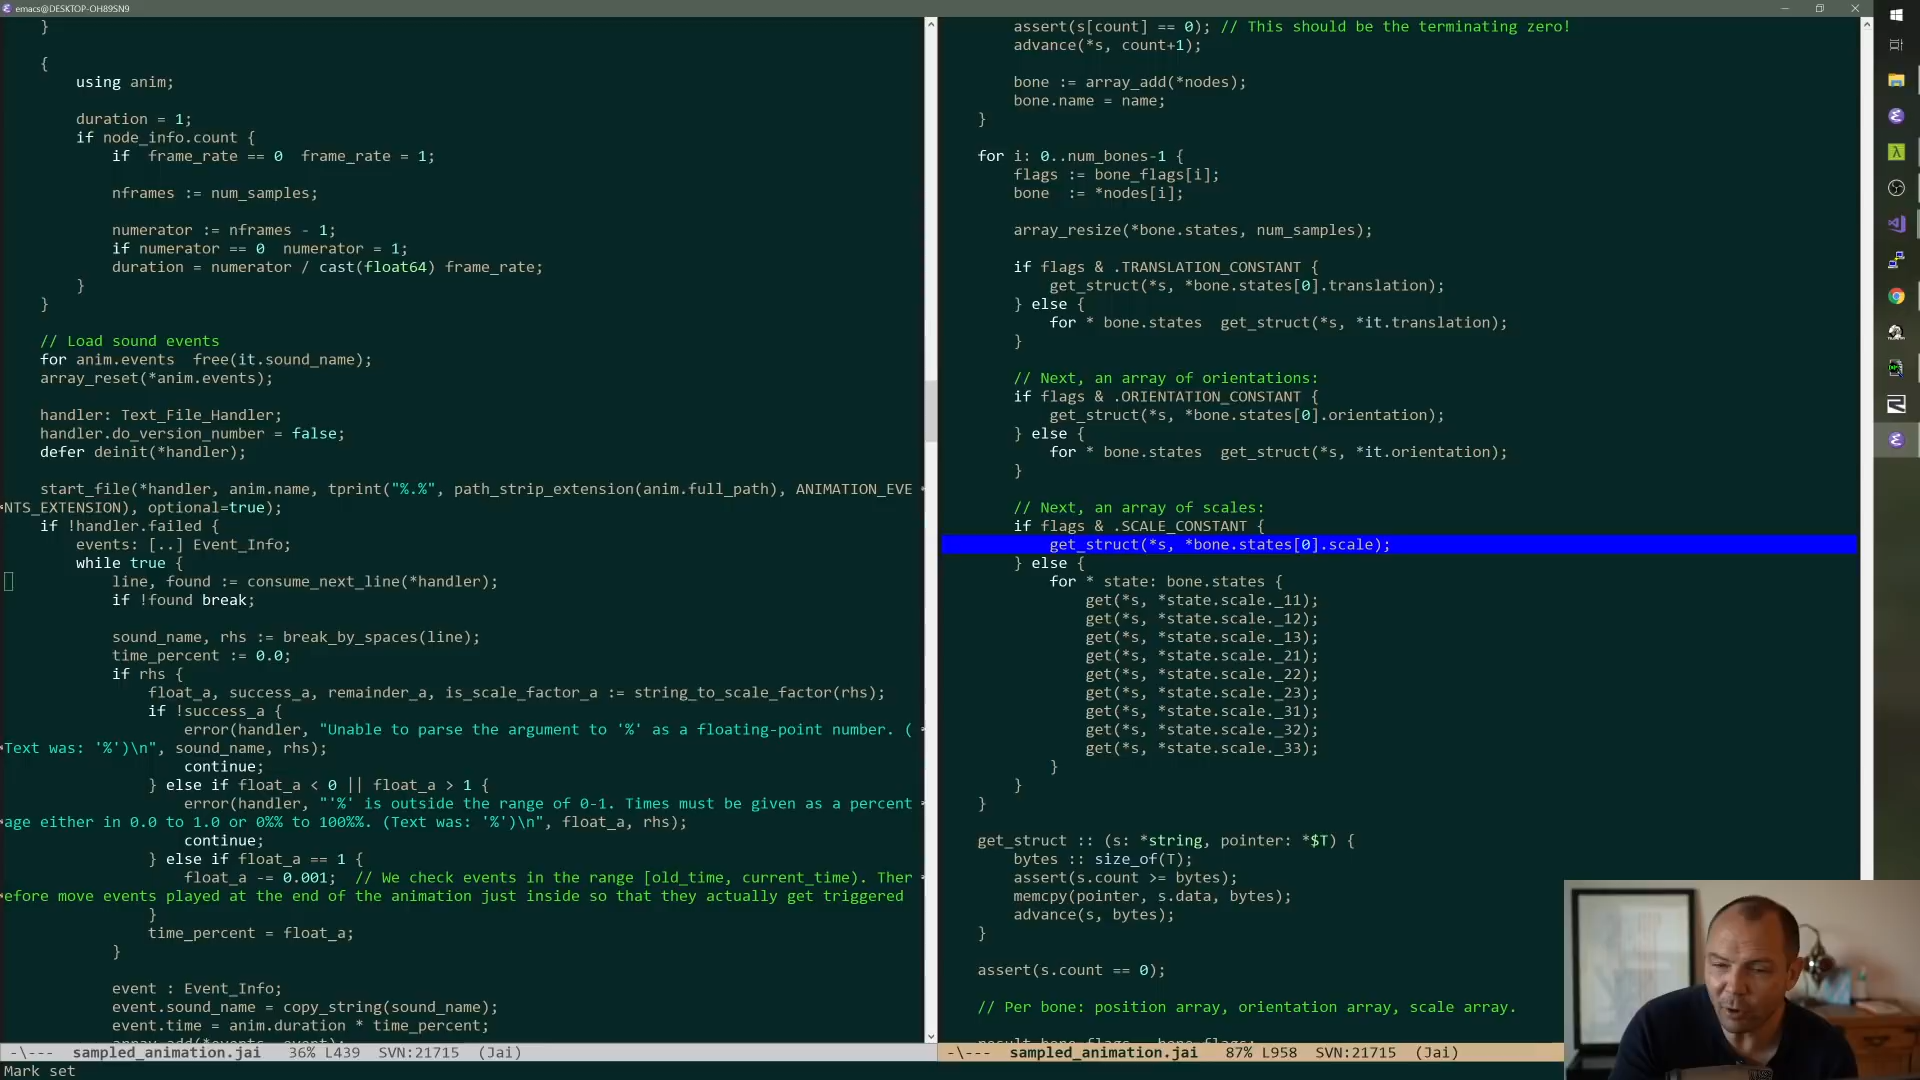 emacs@DESKTOP-OH89SN9
}
{
using anim;
duration = 1;
if node_info.count {
if  frame_rate == 0  frame_rate = 1;
nframes := num_samples;
numerator := nframes - 1;
if numerator == 0  numerator = 1;
duration = numerator / cast(float64) frame_rate;
}
}
// Load sound events
for anim.events  free(it.sound_name);
array_reset(*anim.events);
handler: Text_File_Handler;
handler.do_version_number = false;
defer deinit(*handler);
start_file(*handler, anim.name, tprint("%.%", path_strip_extension(anim.full_path), ANIMATION_EVE
NTS_EXTENSION), optional=true);
if !handler.failed {
events: [..] Event_Info;
while true {
line, found := consume_next_line(*handler);
if !found break;
sound_name, rhs := break_by_spaces(line);
time_percent := 0.0;
if rhs {
float_a, success_a, remainder_a, is_scale_factor_a := string_to_scale_factor(rhs);
if !success_a {
error(handler, "Unable to parse the argument to '%' as a floating-point number. (
Text was: '%')\n", sound_name, rhs);
continue;
} else if float_a < 0 || float_a > 1 {
error(handler, "'%' is outside the range of 0-1. Times must be given as a percent
age either in 0.0 to 1.0 or 0%% to 100%%. (Text was: '%')\n", float_a, rhs);
continue;
} else if float_a == 1 {
float_a -= 0.001;  // We check events in the range [old_time, current_time). Ther
efore move events played at the end of the animation just inside so that they actually get triggered
}
time_percent = float_a;
}
event : Event_Info;
event.sound_name = copy_string(sound_name);
event.time = anim.duration * time_percent;
array_add(*events, event);
-\---  sampled_animation.jai   36% L439  SVN:21715  (Jai)
Mark set
assert(s[count] == 0); // This should be the terminating zero!
advance(*s, count+1);
bone := array_add(*nodes);
bone.name = name;
}
for i: 0..num_bones-1 {
flags := bone_flags[i];
bone  := *nodes[i];
array_resize(*bone.states, num_samples);
if flags & .TRANSLATION_CONSTANT {
get_struct(*s, *bone.states[0].translation);
} else {
for * bone.states  get_struct(*s, *it.translation);
}
// Next, an array of orientations:
if flags & .ORIENTATION_CONSTANT {
get_struct(*s, *bone.states[0].orientation);
} else {
for * bone.states  get_struct(*s, *it.orientation);
}
// Next, an array of scales:
if flags & .SCALE_CONSTANT {
get_struct(*s, *bone.states[0].scale);
} else {
for * state: bone.states {
get(*s, *state.scale._11);
get(*s, *state.scale._12);
get(*s, *state.scale._13);
get(*s, *state.scale._21);
get(*s, *state.scale._22);
get(*s, *state.scale._23);
get(*s, *state.scale._31);
get(*s, *state.scale._32);
get(*s, *state.scale._33);
}
}
}
get_struct :: (s: *string, pointer: *$T) {
bytes :: size_of(T);
assert(s.count >= bytes);
memcpy(pointer, s.data, bytes);
advance(s, bytes);
}
assert(s.count == 0);
// Per bone: position array, orientation array, scale array.
result.bone_flags = bone_flags;
-\---  sampled_animation.jai   87% L958  SVN:21715  (Jai)